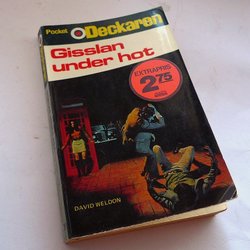 Pocket Deckaren
Gisslan
under hot
EXTRAPRIS
2 75
DAVID WELDON